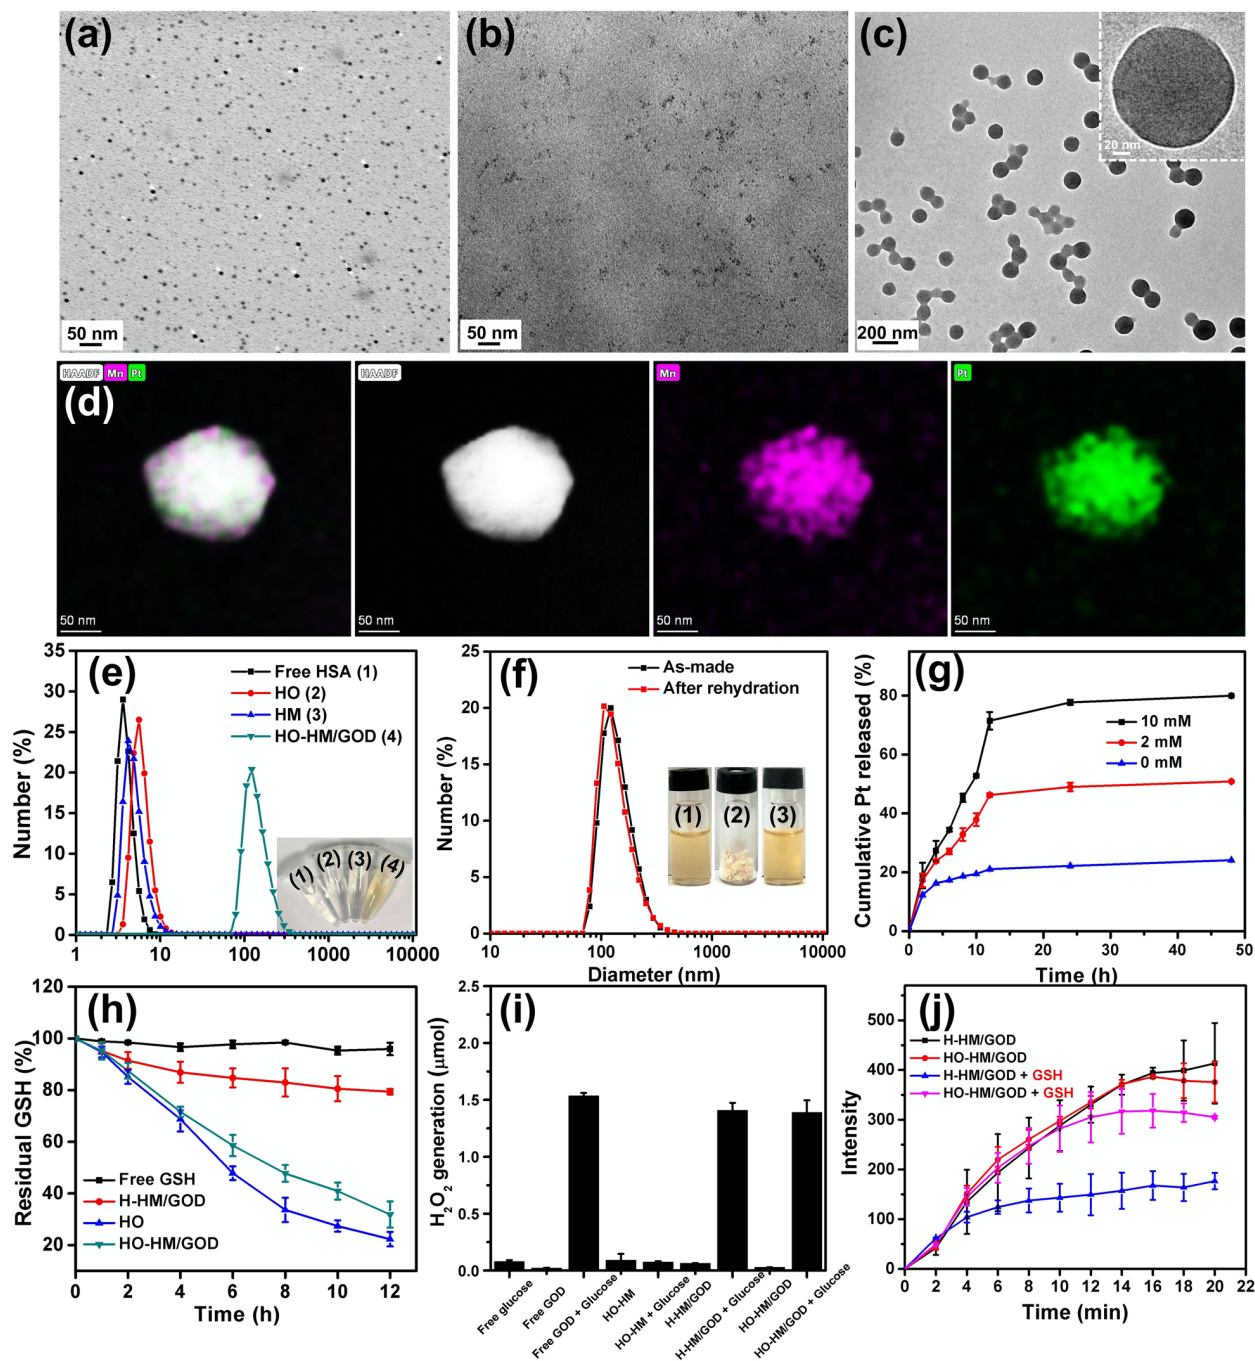 (a)
50 nm
(b)
50 nm
(c)
20 nm
200 nm
HAADF Mn Pt
(d)
50 nm
HAADF
50 nm
Mn
50 nm
Pt
50 nm
(e)
Free HSA (1)
HO (2)
HM (3)
HO-HM/GOD (4)
Number (%)
35
30
25
20
15
10
5
0
(1)
(2)
(3)
(4)
1 10 100 1000 10000
(f)
As-made
After rehydration
Number (%)
25
20
15
10
5
0
(1)
(2)
(3)
10 100 1000 10000
Diameter (nm)
(g)
10 mM
2 mM
0 mM
Cumulative Pt released (%)
80
60
40
20
0
0 10 20 30 40 50
Time (h)
(h)
Residual GSH (%)
120
100
80
60
40
20
Free GSH
H-HM/GOD
HO
HO-HM/GOD
0 2 4 6 8 10 12
Time (h)
(i)
H2O2 generation (μmol)
2.5
2.0
1.5
1.0
0.5
0.0
Free glucose
Free GOD
Free GOD + Glucose
HO-HM
HO-HM + Glucose
H-HM/GOD
H-HM/GOD + Glucose
HO-HM/GOD
HO-HM/GOD + Glucose
(j)
H-HM/GOD
HO-HM/GOD
H-HM/GOD + GSH
HO-HM/GOD + GSH
Intensity
500
400
300
200
100
0
0 2 4 6 8 10 12 14 16 18 20 22
Time (min)